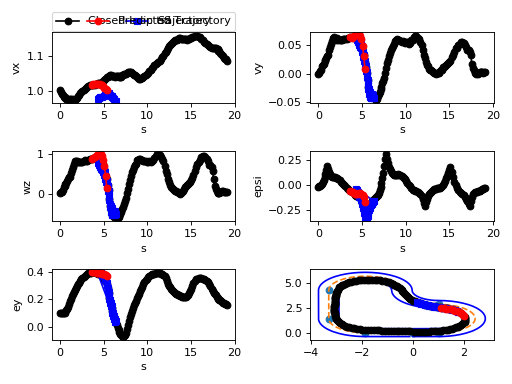 Trajectory
1.1
1.0
vx
0 5 10 15 20
s
0.05
0.00
−0.05
vy
0 5 10 15 20
s
1
0
wz
0 5 10 15 20
s
0.25
0.00
−0.25
epsi
0 5 10 15 20
s
0.4
0.2
0.0
ey
0 5 10 15 20
s
5.0
2.5
0.0
−4 −2 0 2